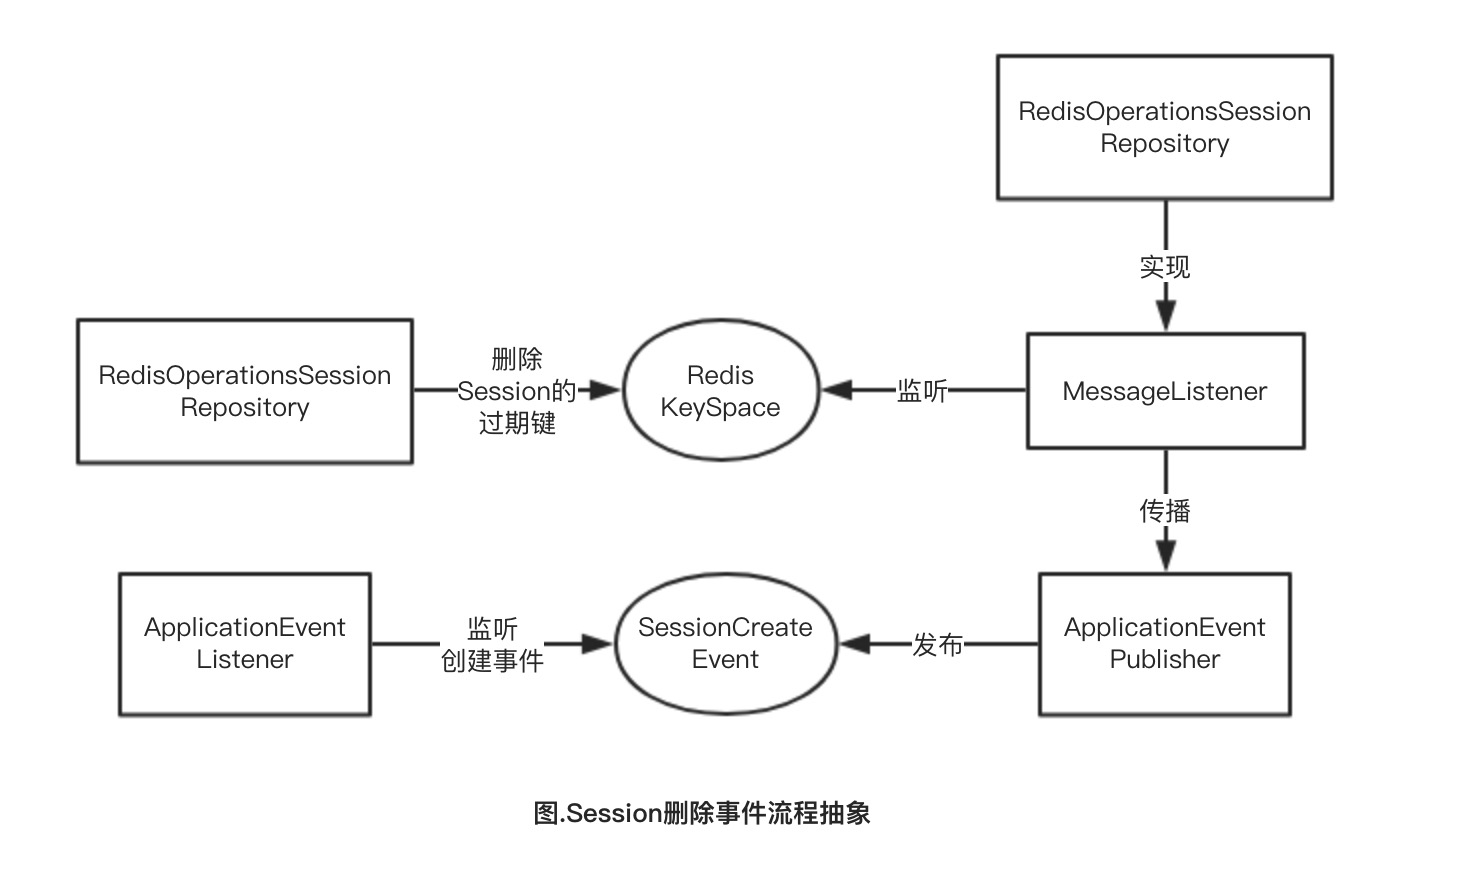 RedisOperationsSession
Repository
实现
RedisOperationsSession
Repository
删除
Session的
过期键
Redis
KeySpace
监听
MessageListener
传播
ApplicationEvent
Listener
监听
创建事件
SessionCreate
Event
发布
ApplicationEvent
Publisher
图.Session删除事件流程抽象